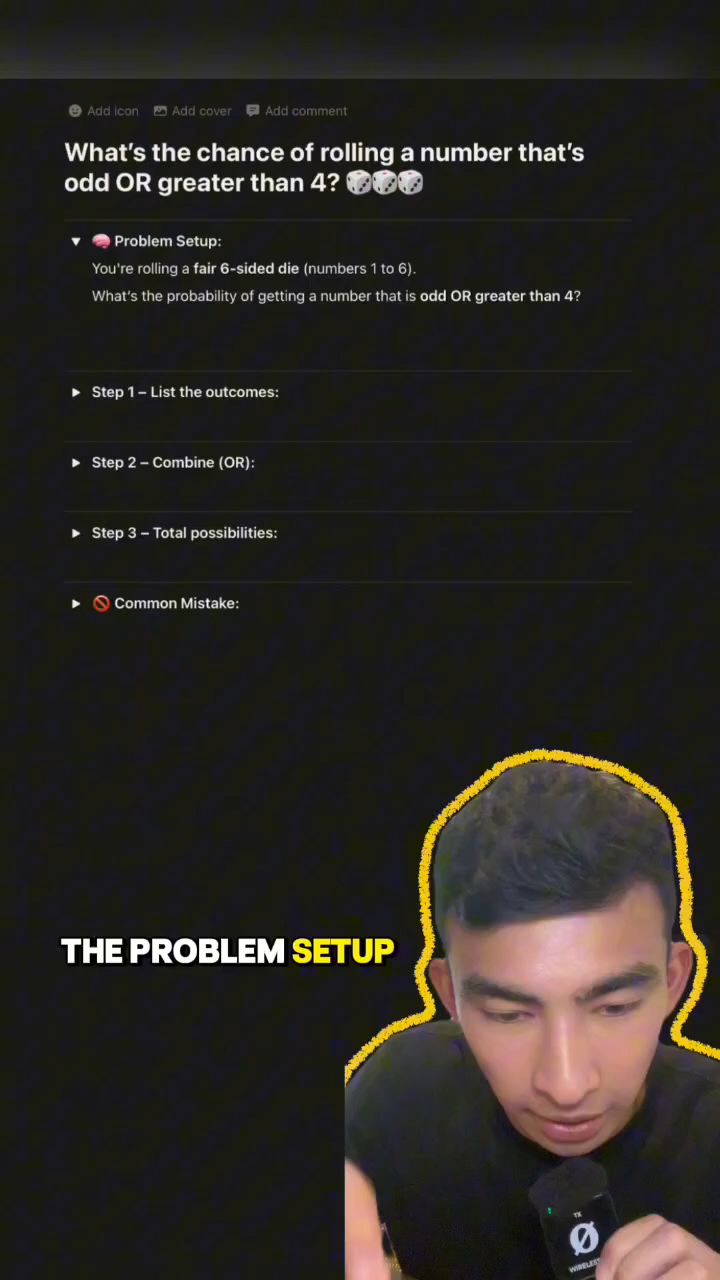 Add icon Add cover Add comment
What's the chance of rolling a number that's
odd OR greater than 4? 🎲🎲🎲
▼ 🧠 Problem Setup:
You're rolling a fair 6-sided die (numbers 1 to 6).
What's the probability of getting a number that is odd OR greater than 4?
▶ Step 1 – List the outcomes:
▶ Step 2 – Combine (OR):
▶ Step 3 – Total possibilities:
▶ 🚫 Common Mistake:
THE PROBLEM SETUP
TX
WIRELESS